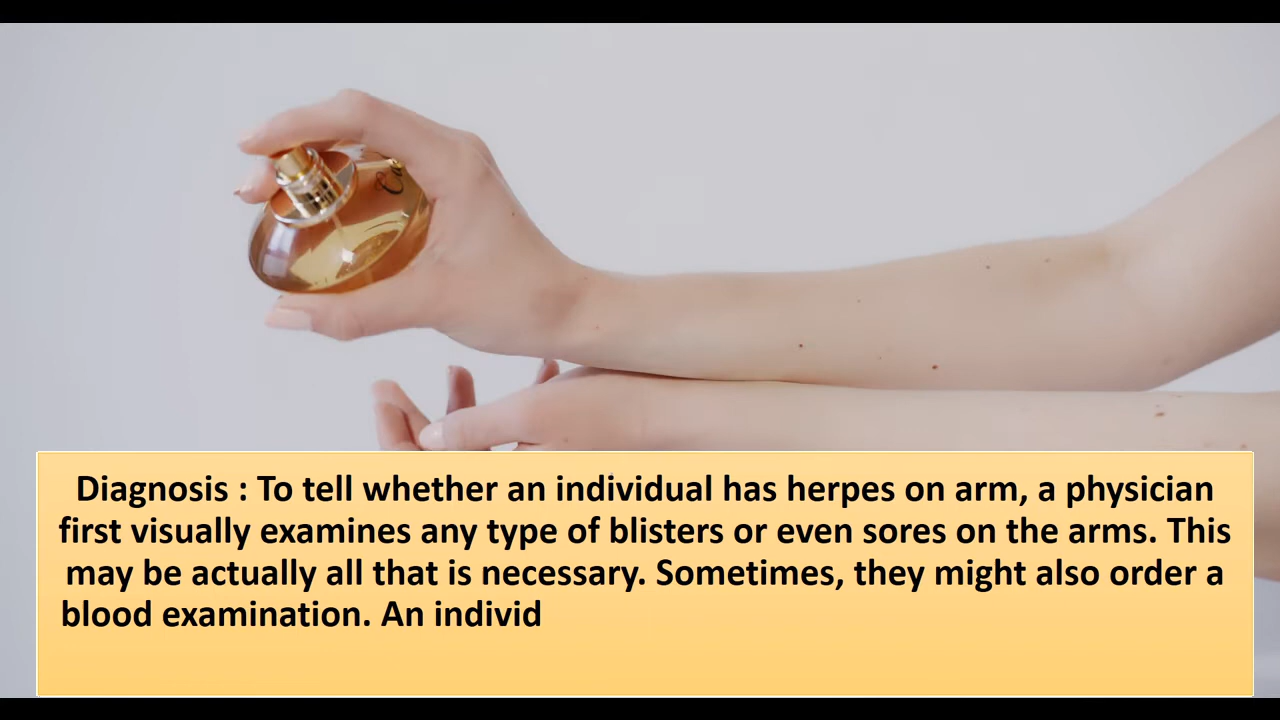 Diagnosis : To tell whether an individual has herpes on arm, a physician
first visually examines any type of blisters or even sores on the arms. This
may be actually all that is necessary. Sometimes, they might also order a
blood examination. An individ